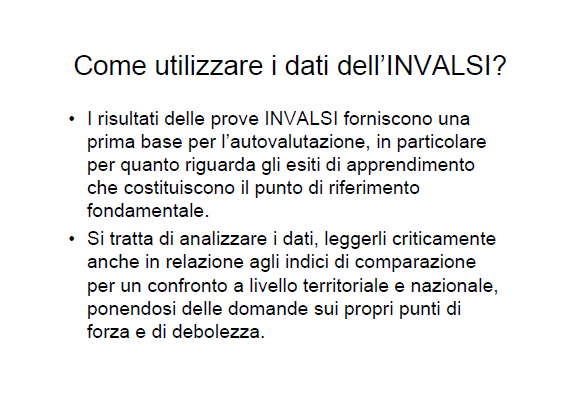 Come utilizzare i dati dell’INVALSI?
• I risultati delle prove INVALSI forniscono una
prima base per l’autovalutazione, in particolare
per quanto riguarda gli esiti di apprendimento
che costituiscono il punto di riferimento
fondamentale.
• Si tratta di analizzare i dati, leggerli criticamente
anche in relazione agli indici di comparazione
per un confronto a livello territoriale e nazionale,
ponendosi delle domande sui propri punti di
forza e di debolezza.